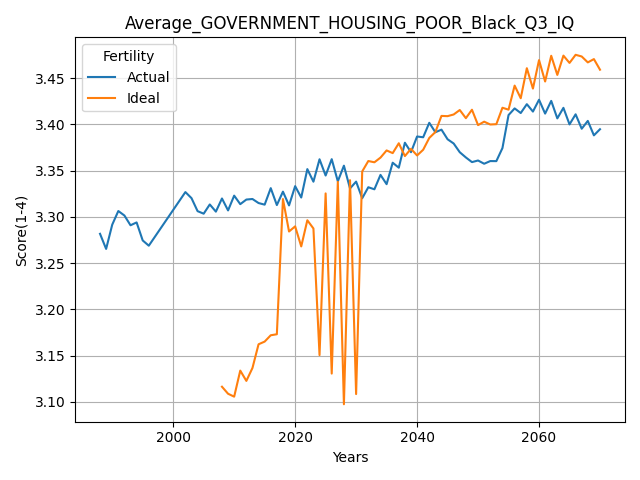 Average_GOVERNMENT_HOUSING_POOR_Black_Q3_IQ
Fertility
Actual
Ideal
Score(1-4)
3.45
3.40
3.35
3.30
3.25
3.20
3.15
3.10
2000
2020
2040
2060
Years